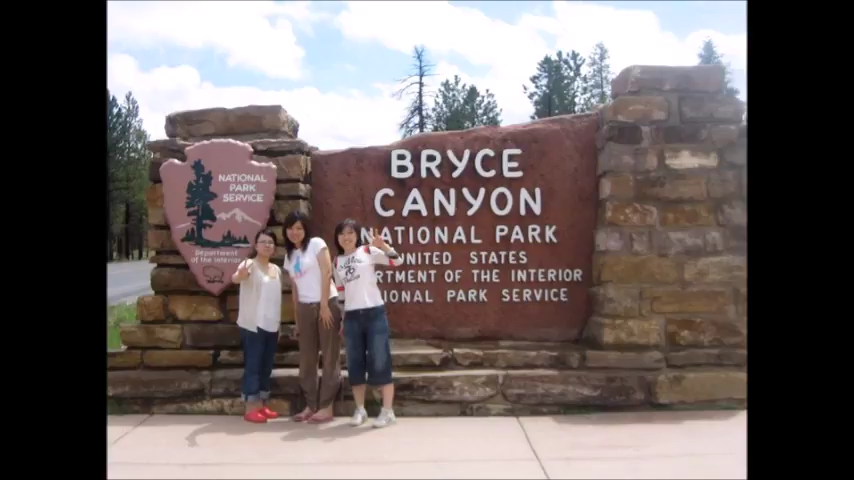 NATIONAL
PARK
SERVICE
Department
of the Interior
BRYCE
CANYON
NATIONAL PARK
UNITED STATES
RTMENT OF THE INTERIOR
IONAL PARK SERVICE